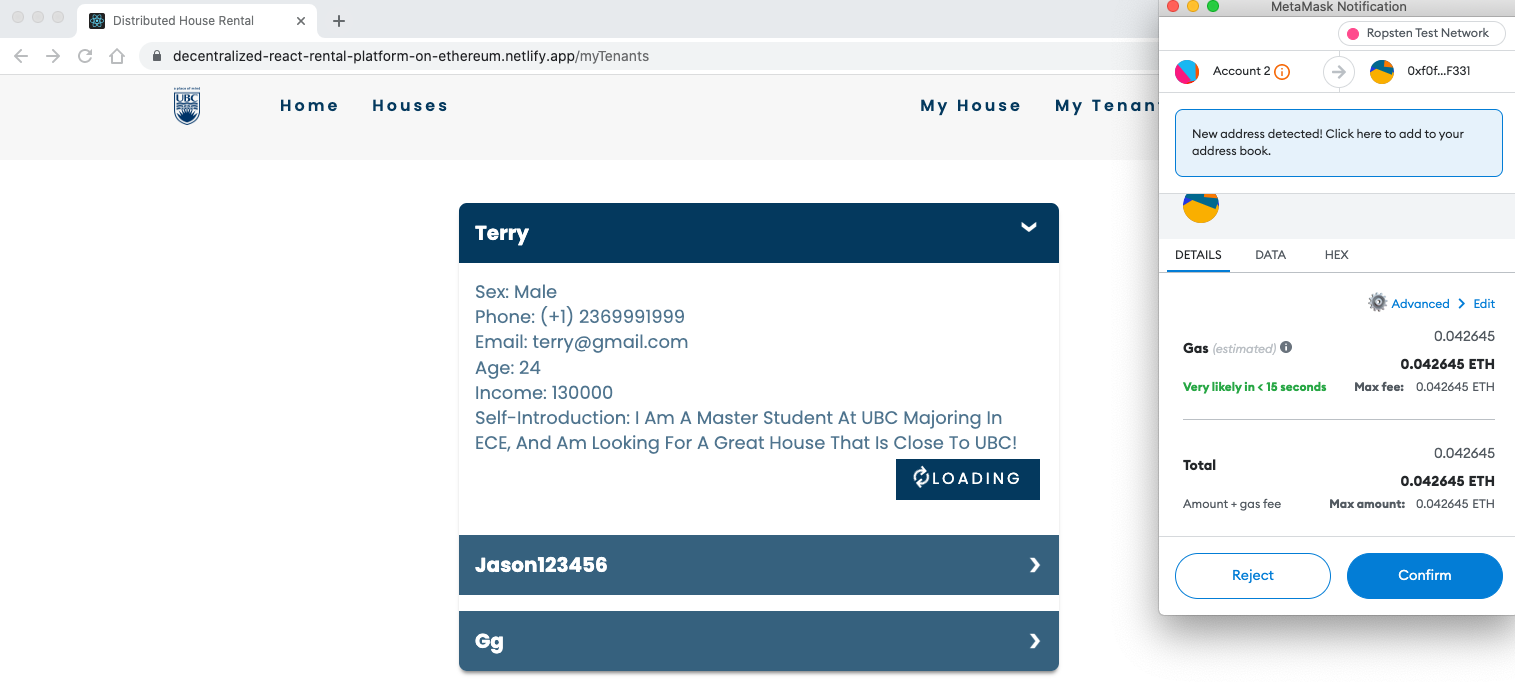 Distributed House Rental
decentralized-react-rental-platform-on-ethereum.netlify.app/myTenants
UBC
Home
Houses
My House
My Tenan
Terry
Sex: Male
Phone: (+1) 2369991999
Email: terry@gmail.com
Age: 24
Income: 130000
Self-Introduction: I Am A Master Student At UBC Majoring In
ECE, And Am Looking For A Great House That Is Close To UBC!
LOADING
Jason123456
Gg
MetaMask Notification
Ropsten Test Network
Account 2
0xf0f...F331
New address detected! Click here to add to your
address book.
DETAILS
DATA
HEX
Advanced
Edit
0.042645
Gas (estimated)
0.042645 ETH
Very likely in < 15 seconds
Max fee: 0.042645 ETH
0.042645
Total
0.042645 ETH
Amount + gas fee
Max amount: 0.042645 ETH
Reject
Confirm